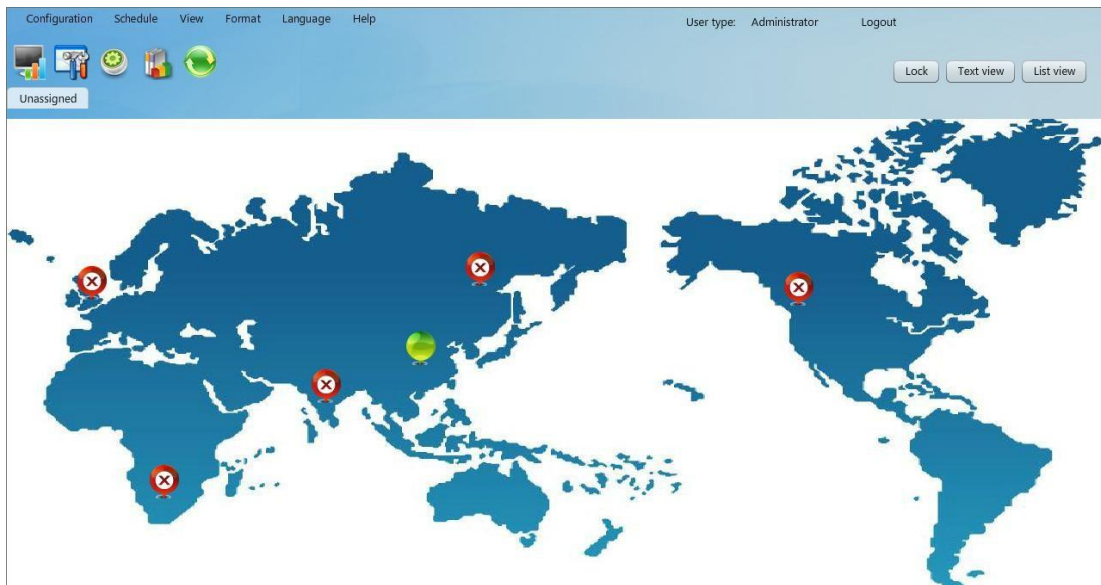 Configuration Schedule View Format Language Help User type: Administrator Logout
Lock Text view List view
Unassigned